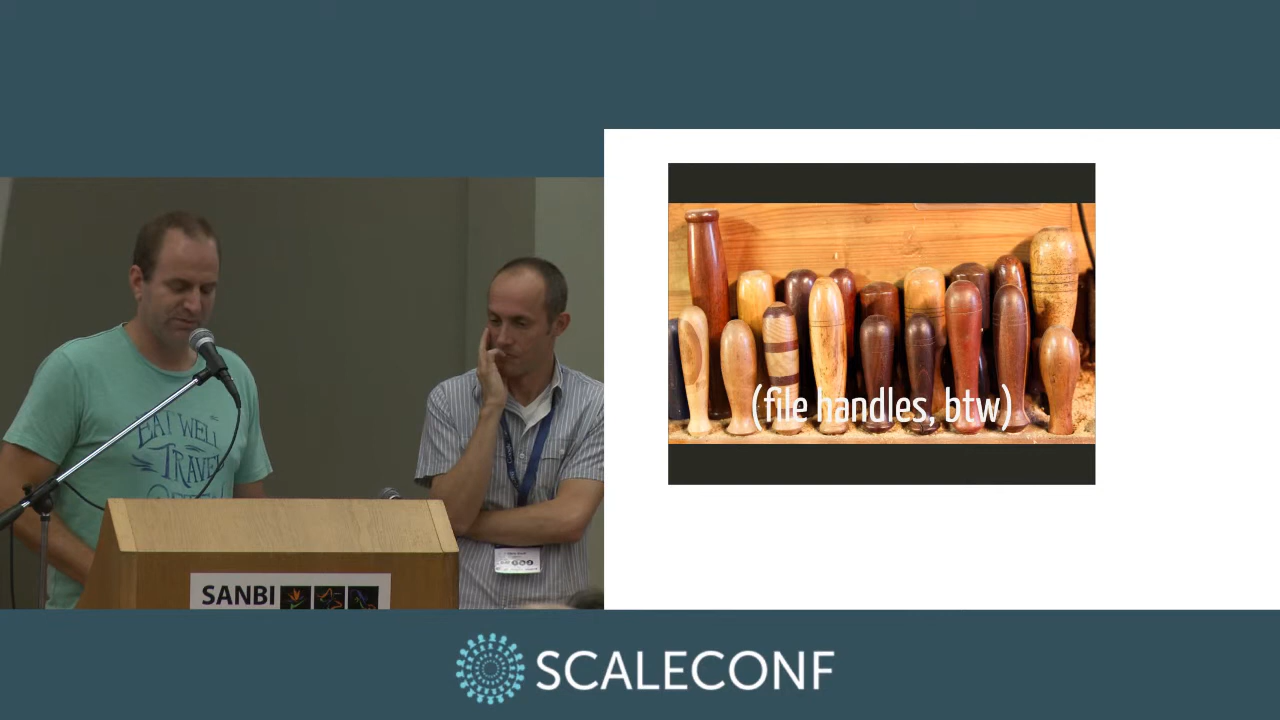 EAT WELL
TRAVEL
SANBI
(file handles, btw)
SCALECONF